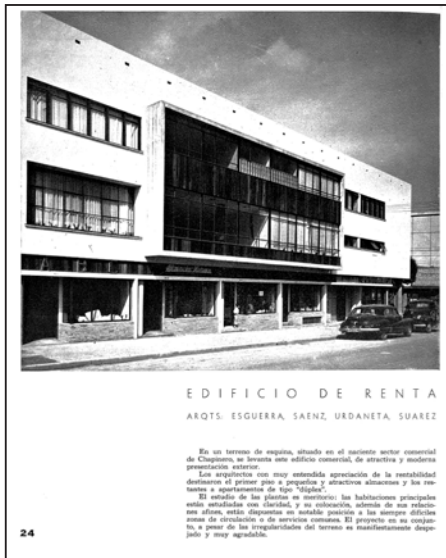 EDIFICIO DE RENTA
ARQTS: ESGUERRA, SAENZ, URDANETA, SUAREZ
En un terreno de esquina, situado en el naciente sector comercial
de Chapinero, se levanta este edificio comercial, de atractiva y moderna
presentación exterior.
Los arquitectos con muy entendida apreciación de la rentabilidad
destinaron el primer piso a pequeños y atractivos almacenes y los res-
tantes a apartamentos de tipo "dúplex".
El estudio de las plantas es meritorio: las habitaciones principales
están estudiadas con claridad, y su colocación, además de sus relacio-
nes afines, están dispuestas en notable posición a las siempre difíciles
zonas de circulación o de servicios comunes. El proyecto en su conjun-
to, a pesar de las irregularidades del terreno es manifiestamente despe-
jado y muy agradable.
24